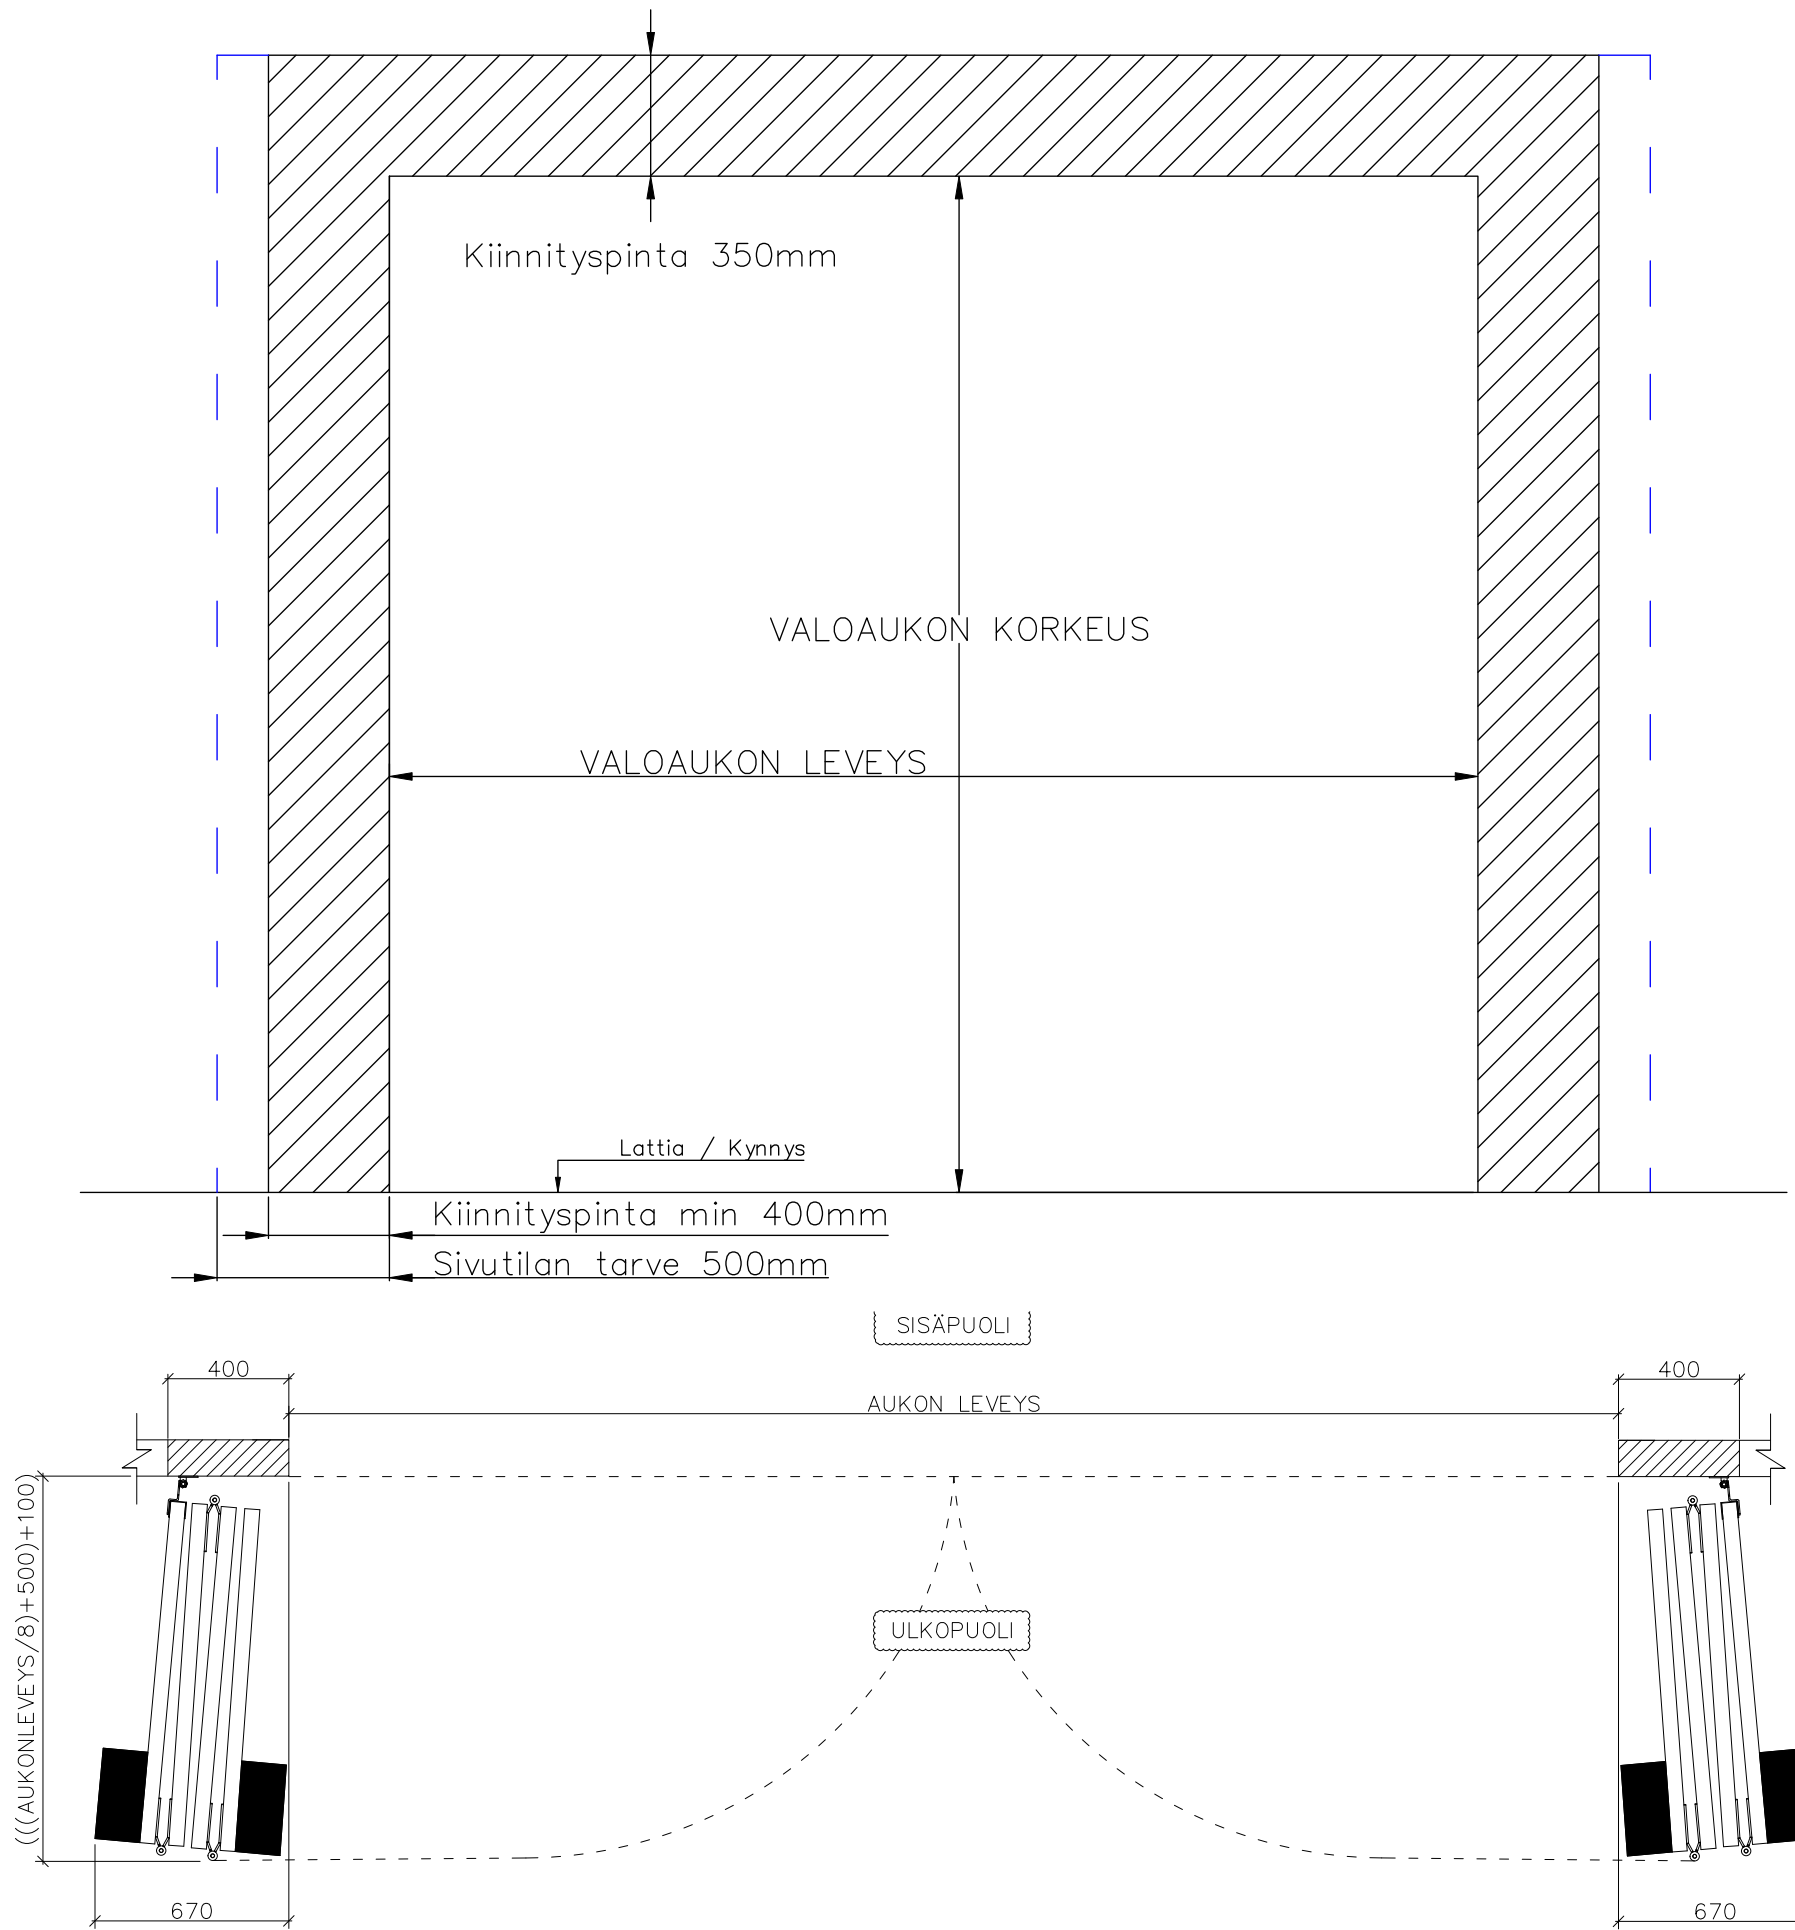 Kiinnityspinta 350mm
VALOAUKON KORKEUS
VALOAUKON LEVEYS
Lattia / Kynnys
Kiinnityspinta min 400mm
Sivutilan tarve 500mm
SISÄPUOLI
400
400
AUKON LEVEYS
(((AUKONLEVEYS/8)+500)+100)
ULKOPUOLI
670
670